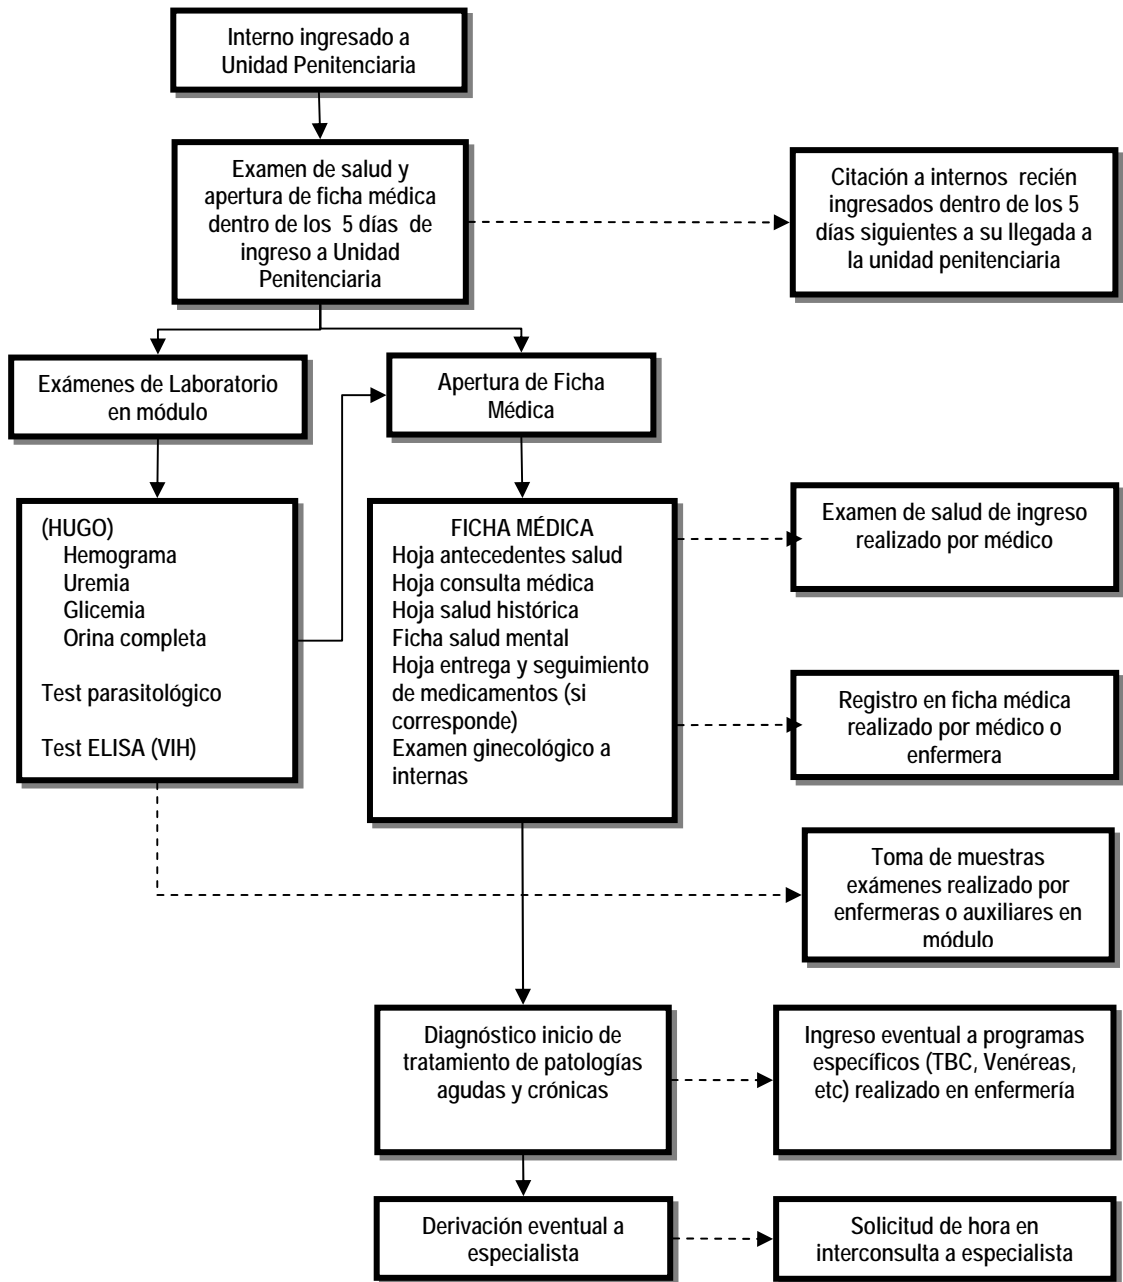 Interno ingresado a
Unidad Penitenciaria
Examen de salud y
apertura de ficha médica
dentro de los 5 días de
ingreso a Unidad
Penitenciaria
Citación a internos recién
ingresados dentro de los 5
días siguientes a su llegada a
la unidad penitenciaria
Exámenes de Laboratorio
en módulo
Apertura de Ficha
Médica
(HUGO)
Hemograma
Uremia
Glicemia
Orina completa
Test parasitológico
Test ELISA (VIH)
FICHA MÉDICA
Hoja antecedentes salud
Hoja consulta médica
Hoja salud histórica
Ficha salud mental
Hoja entrega y seguimiento
de medicamentos (si
corresponde)
Examen ginecológico a
internas
Examen de salud de ingreso
realizado por médico
Registro en ficha médica
realizado por médico o
enfermera
Toma de muestras
exámenes realizado por
enfermeras o auxiliares en
módulo
Diagnóstico inicio de
tratamiento de patologías
agudas y crónicas
Ingreso eventual a programas
específicos (TBC, Venéreas,
etc) realizado en enfermería
Derivación eventual a
especialista
Solicitud de hora en
interconsulta a especialista